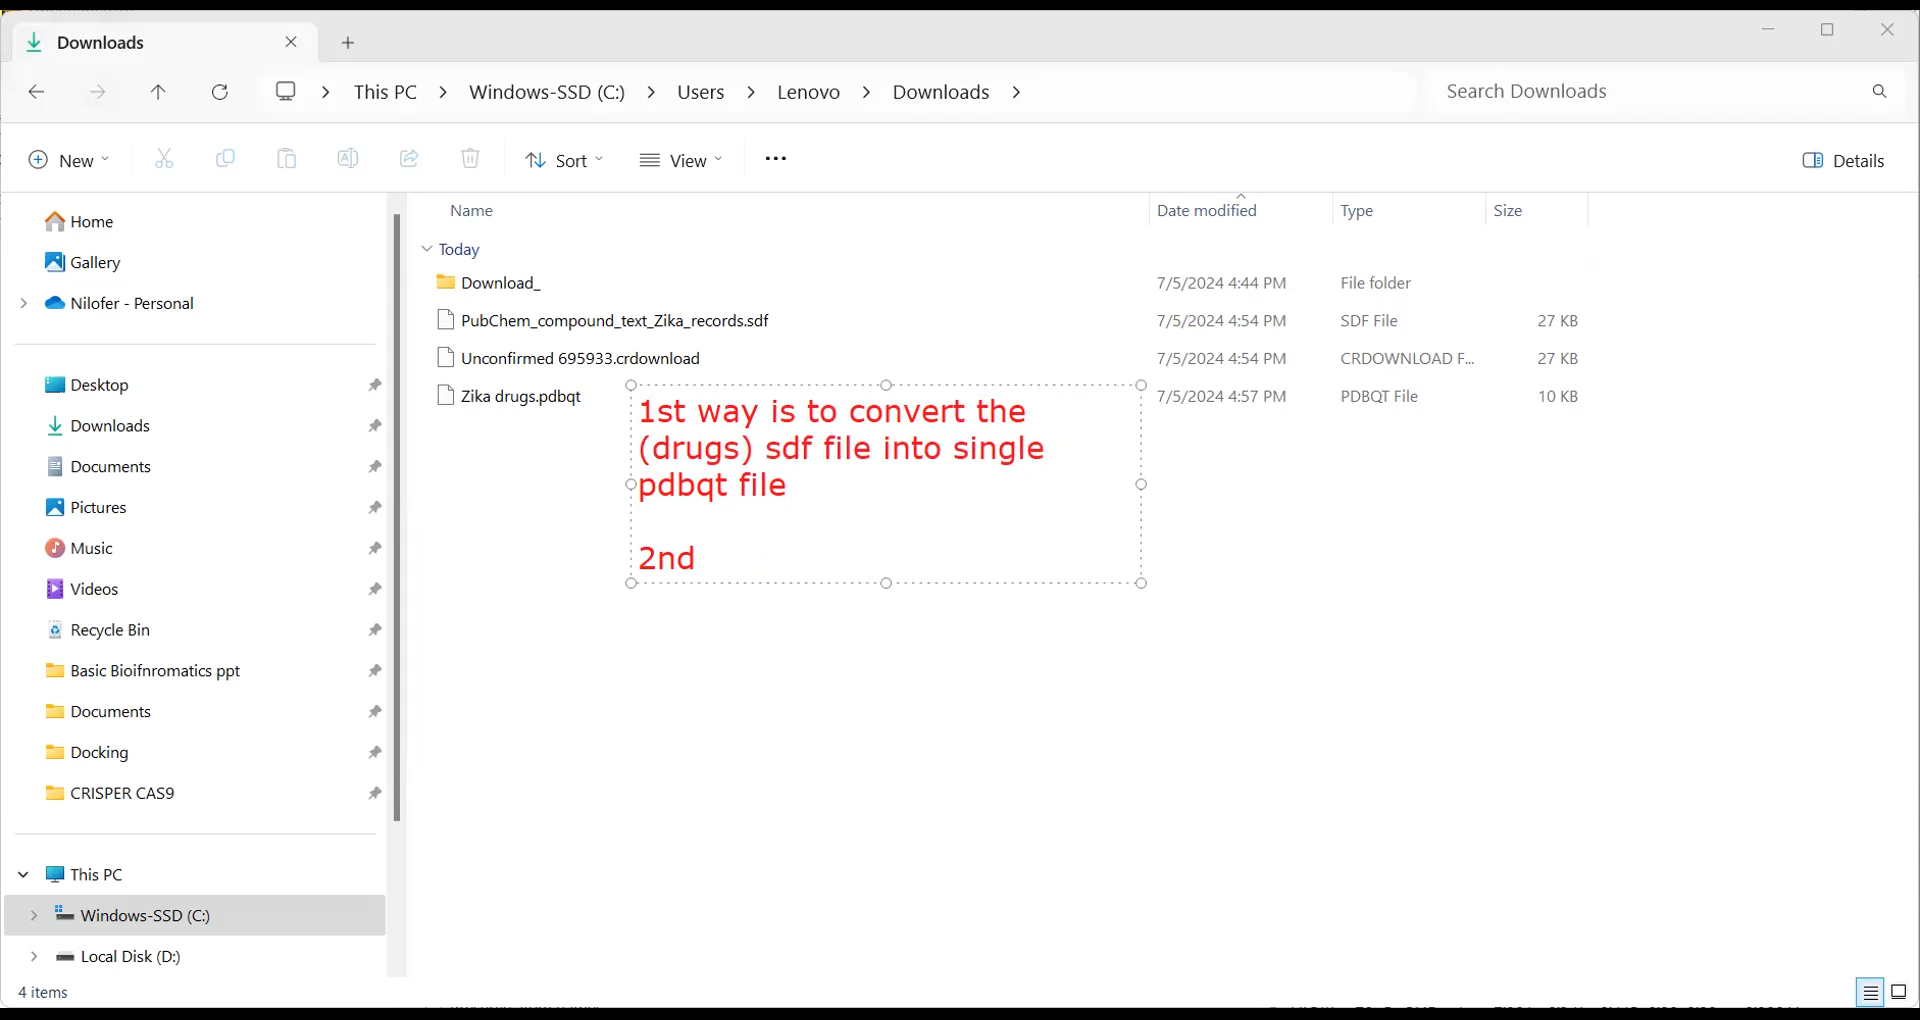 Downloads
This PC
Windows-SSD (C:)
Users
Lenovo
Downloads
Search Downloads
New
Sort
View
Details
Home
Gallery
Nilofer - Personal
Desktop
Downloads
Documents
Pictures
Music
Videos
Recycle Bin
Basic Bioifnromatics ppt
Documents
Docking
CRISPER CAS9
This PC
Windows-SSD (C:)
Local Disk (D:)
Name Date modified Type Size
Today
Download_ 7/5/2024 4:44 PM File folder
PubChem_compound_text_Zika_records.sdf 7/5/2024 4:54 PM SDF File 27 KB
Unconfirmed 695933.crdownload 7/5/2024 4:54 PM CRDOWNLOAD F... 27 KB
Zika drugs.pdbqt 7/5/2024 4:57 PM PDBQT File 10 KB
1st way is to convert the
(drugs) sdf file into single
pdbqt file
2nd
4 items